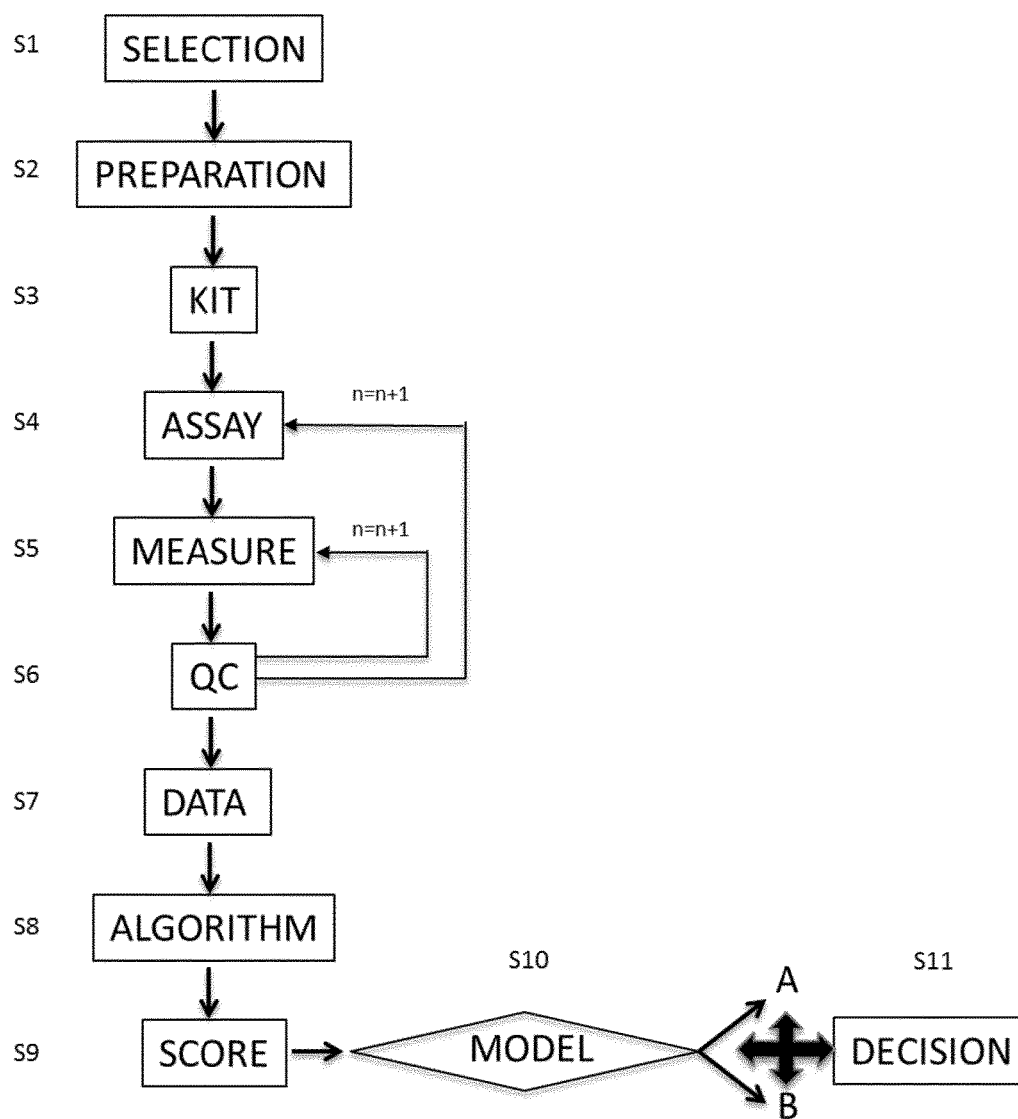 S1 SELECTION
S2 PREPARATION
S3 KIT
n=n+1
S4 ASSAY
n=n+1
S5 MEASURE
S6 QC
S7 DATA
S8 ALGORITHM
S10 S11
A
S9 SCORE MODEL DECISION
B